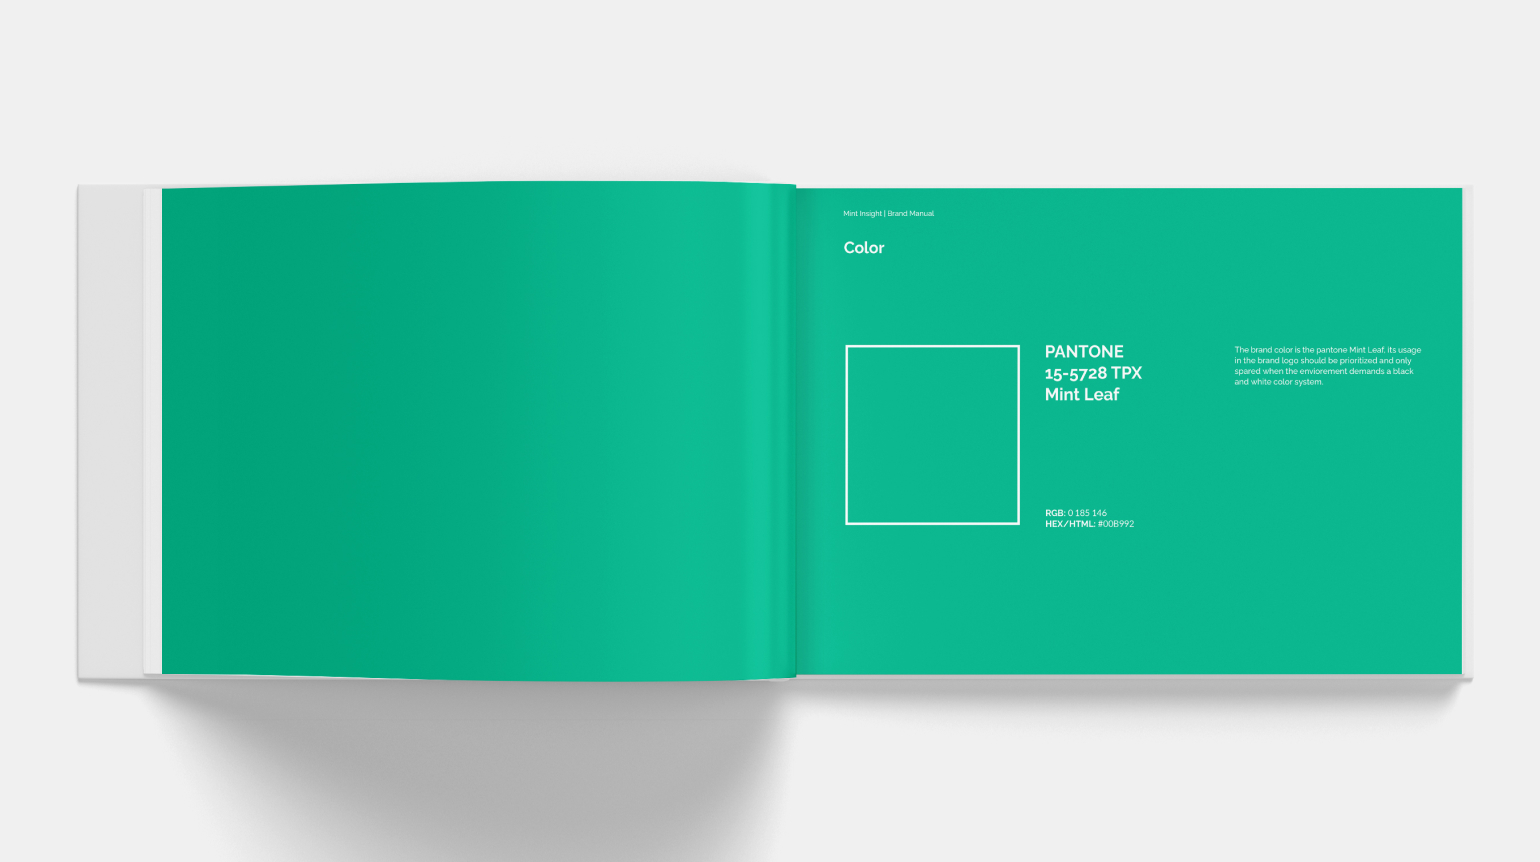 Mint Insight | Brand Manual
Color
PANTONE
15-5728 TPX
Mint Leaf
RGB: 0 185 146
HEX/HTML: #00B992
The brand color is the pantone Mint Leaf, its usage
in the brand logo should be prioritized and only
spared when the enviorement demands a black
and white color system.